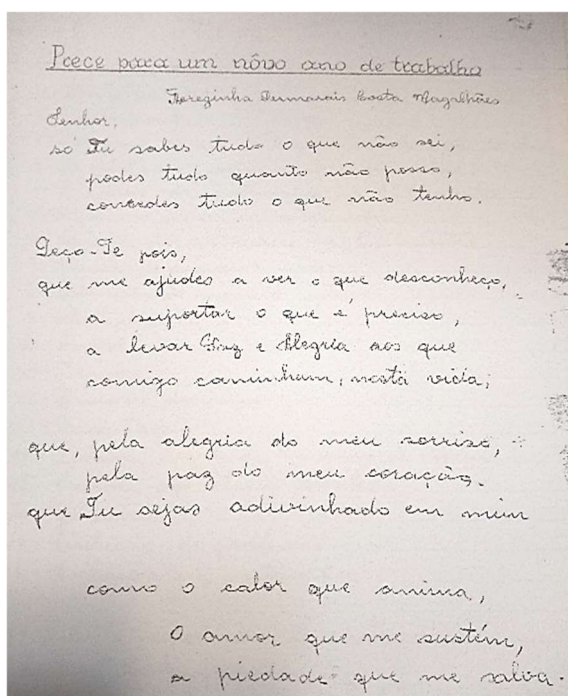 Prece para um nôvo ano de trabalho
Terezinha Costa Magalhães
Senhor,
só Tu sabes tudo o que não sei,
podes tudo quanto não posso,
concedes tudo o que não tenho.
Peço-Te pois,
que me ajudes a ver o que desconheço,
a suportar o que é preciso,
a levar Paz e Alegria aos que
comigo caminham, nesta vida;
que, pela alegria do meu sorriso,
pela paz do meu coração.
que Tu sejas adivinhado em mim
como o calor que anima,
O amor que me sustém,
a piedade que me salva.